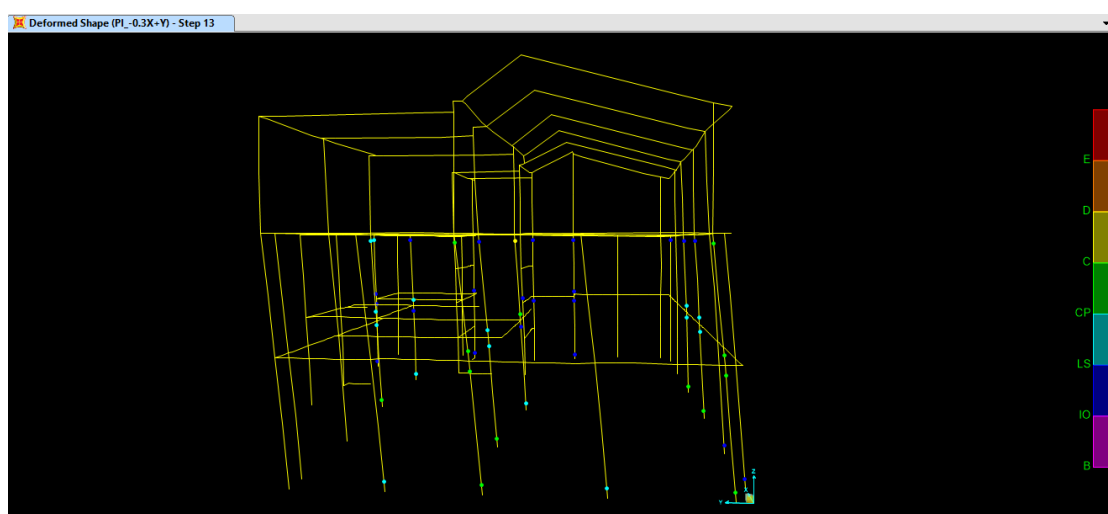 Deformed Shape (PI_-0.3X+Y) - Step 13
E
D
C
CP
LS
IO
B
Z
Y
X